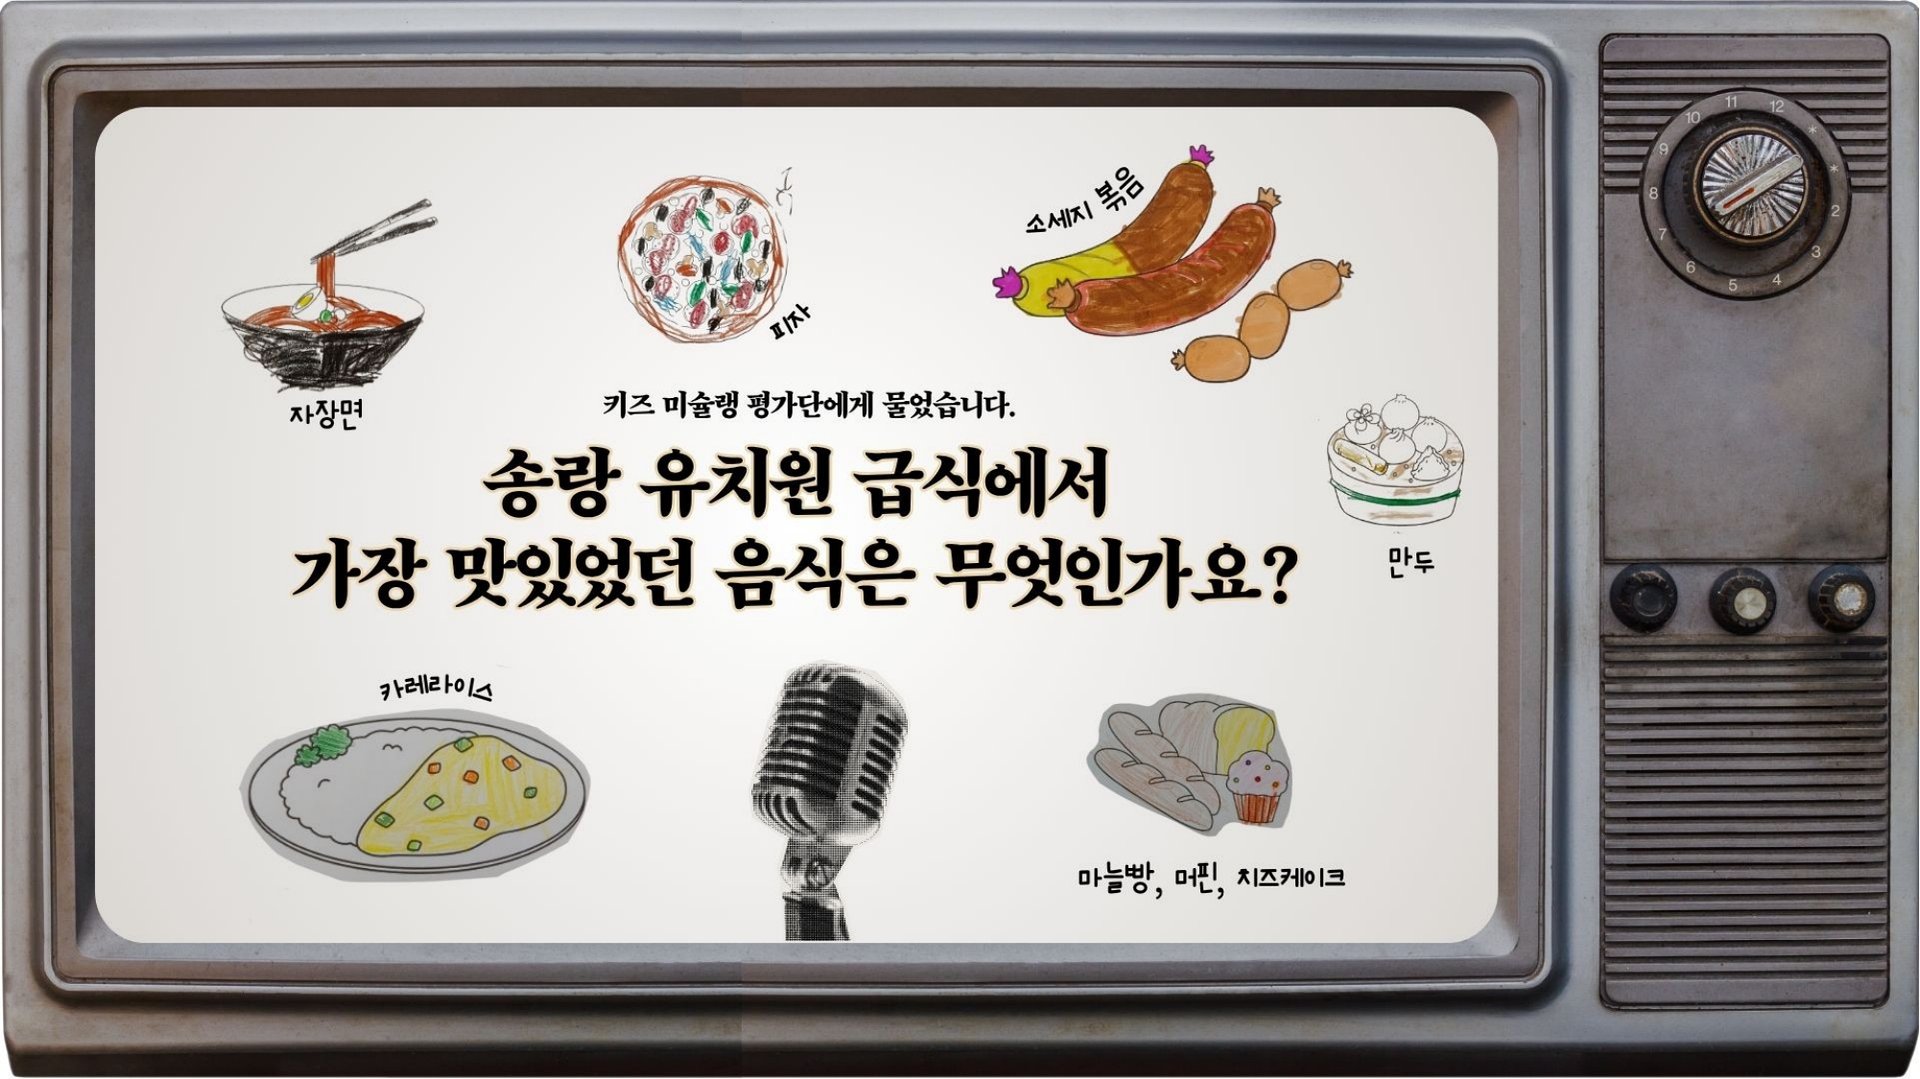 소세지 볶음
피자
자장면
키즈 미슐랭 평가단에게 물었습니다.
송랑 유치원 급식에서
가장 맛있었던 음식은 무엇인가요?
만두
카레라이스
마늘빵, 머핀, 치즈케이크
11 12 * * 2 3 4 5 6 7 8 9 10